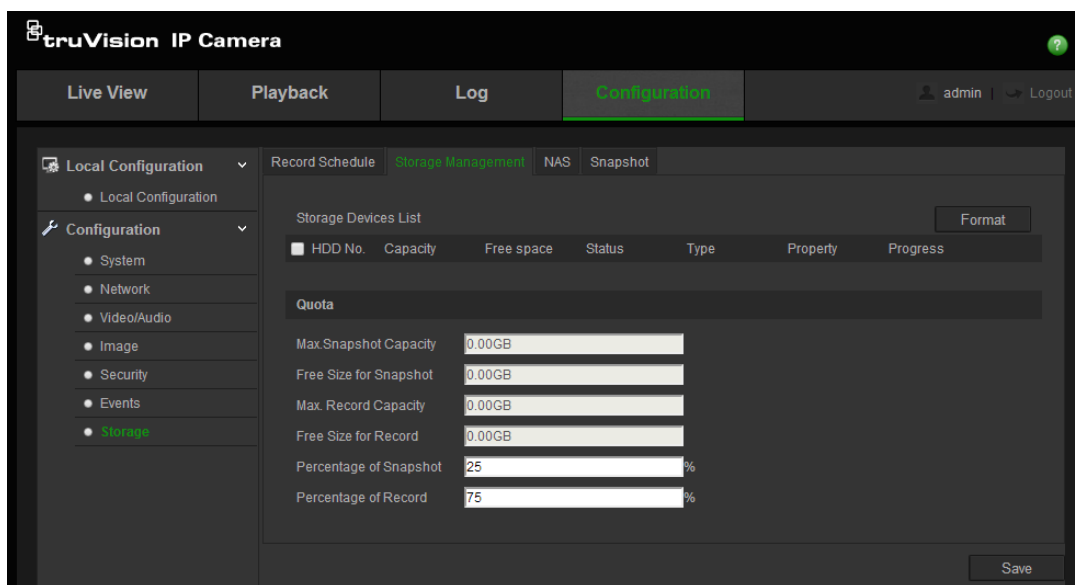 truVision IP Camera
?
Live View Playback Log Configuration admin | Logout
Local Configuration
Local Configuration
Configuration
System
Network
Video/Audio
Image
Security
Events
Storage
Record Schedule Storage Management NAS Snapshot
Storage Devices List Format
HDD No. Capacity Free space Status Type Property Progress
Quota
Max.Snapshot Capacity 0.00GB
Free Size for Snapshot 0.00GB
Max. Record Capacity 0.00GB
Free Size for Record 0.00GB
Percentage of Snapshot 25 %
Percentage of Record 75 %
Save